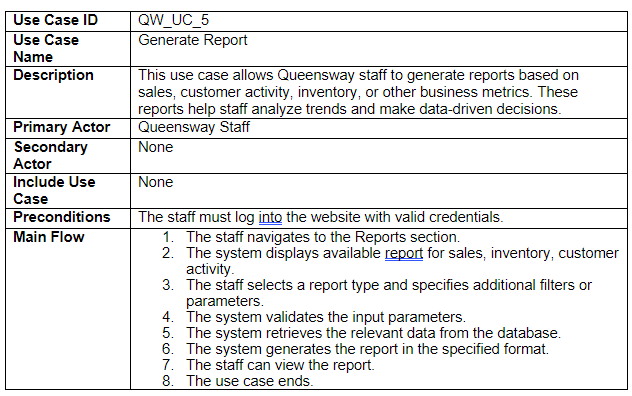 Use Case ID QW_UC_5
Use Case Name Generate Report
Description This use case allows Queensway staff to generate reports based on
sales, customer activity, inventory, or other business metrics. These
reports help staff analyze trends and make data-driven decisions.
Primary Actor Queensway Staff
Secondary Actor None
Include Use Case None
Preconditions The staff must log into the website with valid credentials.
Main Flow 1. The staff navigates to the Reports section.
2. The system displays available report for sales, inventory, customer
activity.
3. The staff selects a report type and specifies additional filters or
parameters.
4. The system validates the input parameters.
5. The system retrieves the relevant data from the database.
6. The system generates the report in the specified format.
7. The staff can view the report.
8. The use case ends.